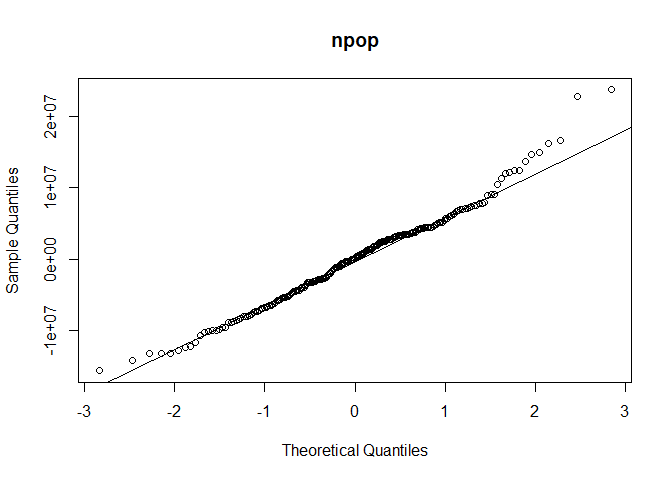 npop
Sample Quantiles
2e+07
1e+07
0e+00
-1e+07
-3 -2 -1 0 1 2 3
Theoretical Quantiles